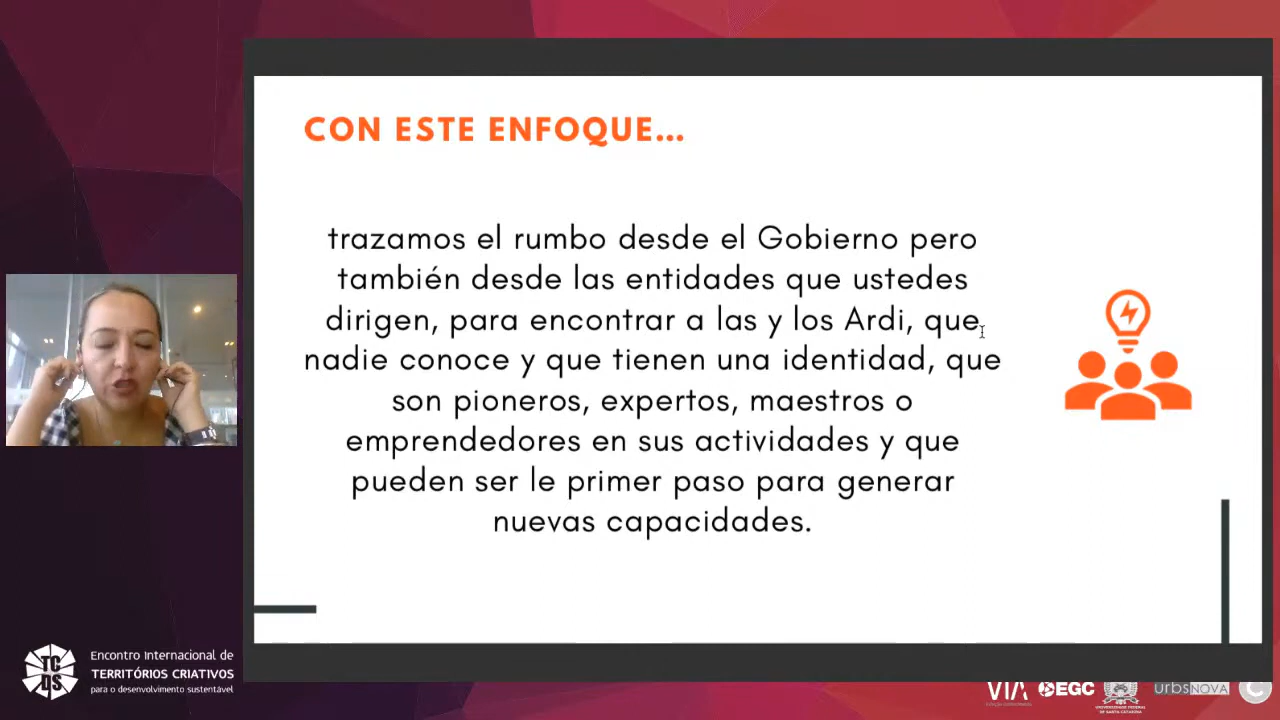 CON ESTE ENFOQUE...
trazamos el rumbo desde el Gobierno pero
también desde las entidades que ustedes
dirigen, para encontrar a las y los Ardi, que
nadie conoce y que tienen una identidad, que
son pioneros, expertos, maestros o
emprendedores en sus actividades y que
pueden ser le primer paso para generar
nuevas capacidades.
TC
DS
Encontro Internacional de
TERRITÓRIOS CRIATIVOS
para o desenvolvimento sustentável
VIA
EGC
UNIVERSIDADE FEDERAL
DE SANTA CATARINA
urbsNOVA
C